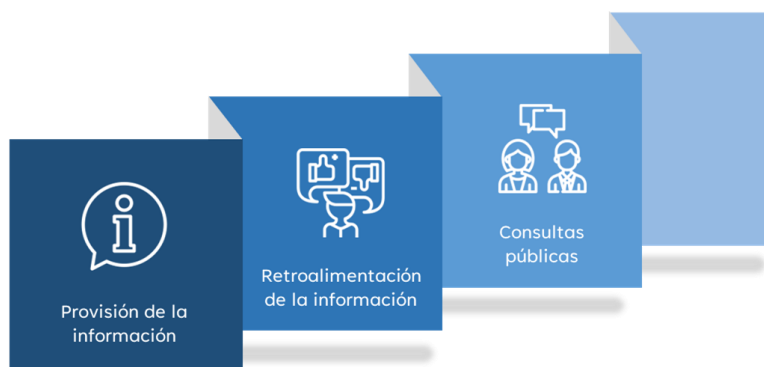 Provisión de la
información
Retroalimentación
de la información
Consultas
públicas